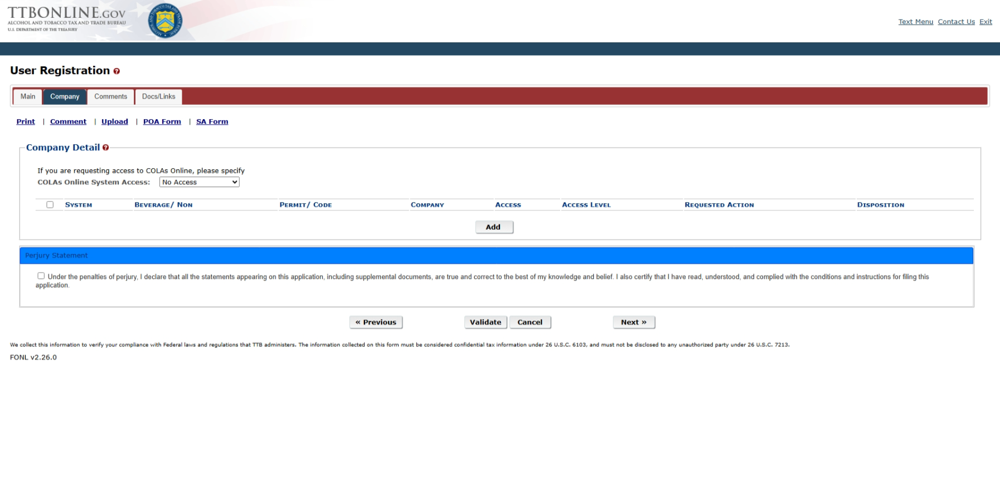 TTBONLINE.GOV
ALCOHOL AND TOBACCO TAX AND TRADE BUREAU
U.S. DEPARTMENT OF THE TREASURY
Text Menu Contact Us Exit
User Registration ?
Main Company Comments Docs/Links
Print | Comment | Upload | POA Form | SA Form
Company Detail ?
If you are requesting access to COLAs Online, please specify
COLAs Online System Access: No Access
SYSTEM BEVERAGE/ NON PERMIT/ CODE COMPANY ACCESS ACCESS LEVEL REQUESTED ACTION DISPOSITION
Add
Perjury Statement
Under the penalties of perjury, I declare that all the statements appearing on this application, including supplemental documents, are true and correct to the best of my knowledge and belief. I also certify that I have read, understood, and complied with the conditions and instructions for filing this
application.
« Previous Validate Cancel Next »
We collect this information to verify your compliance with Federal laws and regulations that TTB administers. The information collected on this form must be considered confidential tax information under 26 U.S.C. 6103, and must not be disclosed to any unauthorized party under 26 U.S.C. 7213.
FONL v2.26.0